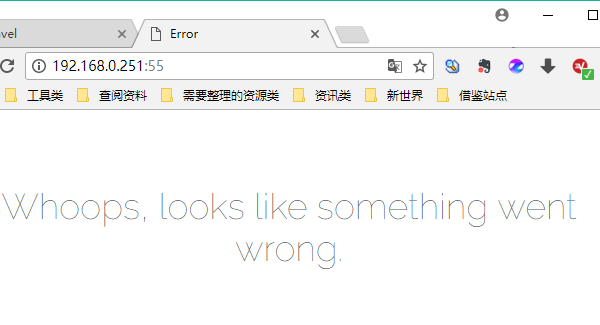 avel
Error
192.168.0.251:55
工具类
查阅资料
需要整理的资源类
资讯类
新世界
借鉴站点
Whoops, looks like something went
wrong.